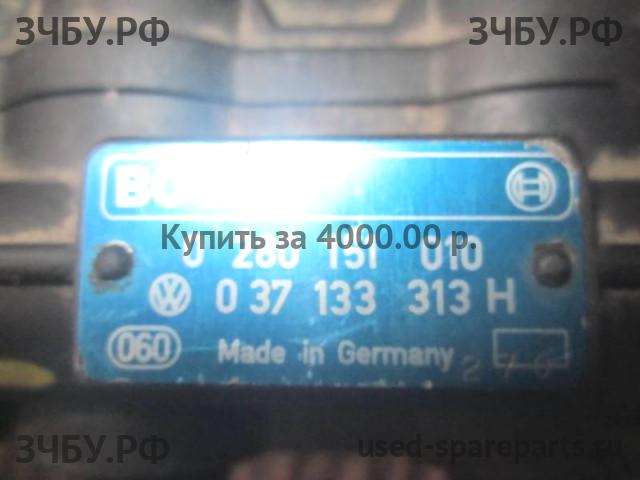 ЗЧБУ.РФ ЗЧБУ.РФ
Купить за 4000.00 р.
0 280 151 010
0 37 133 313 H
060 Made in Germany 276
ЗЧБУ.РФ used-spareparts.ru